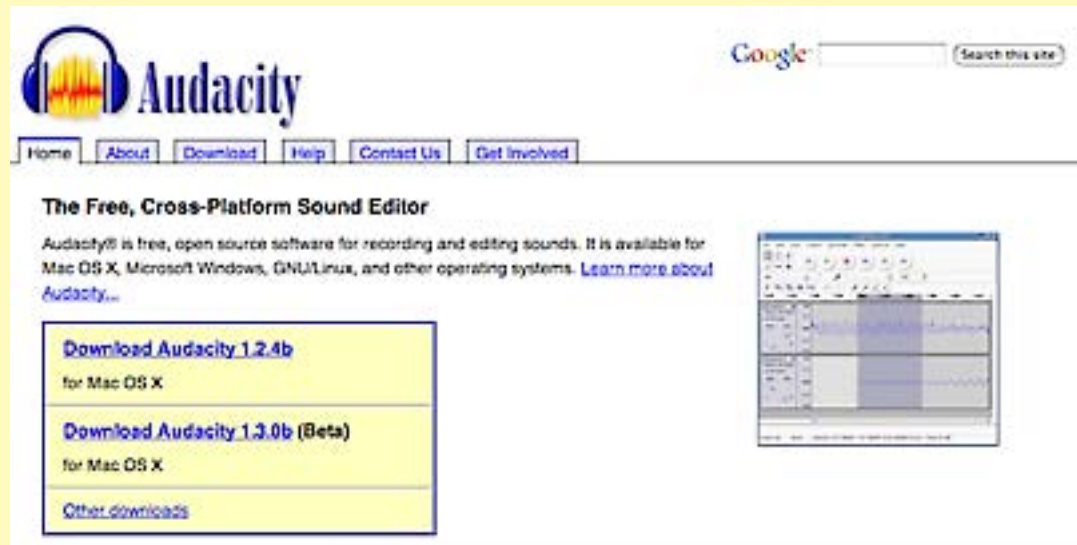 Audacity
Google
Search this site
Home About Download Help Contact Us Get Involved
The Free, Cross-Platform Sound Editor
Audacity® is free, open source software for recording and editing sounds. It is available for
Mac OS X, Microsoft Windows, GNU/Linux, and other operating systems. Learn more about
Audacity...
Download Audacity 1.2.4b
for Mac OS X
Download Audacity 1.3.0b (Beta)
for Mac OS X
Other downloads